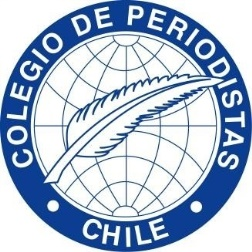 COLEGIO DE PERIODISTAS
· CHILE ·